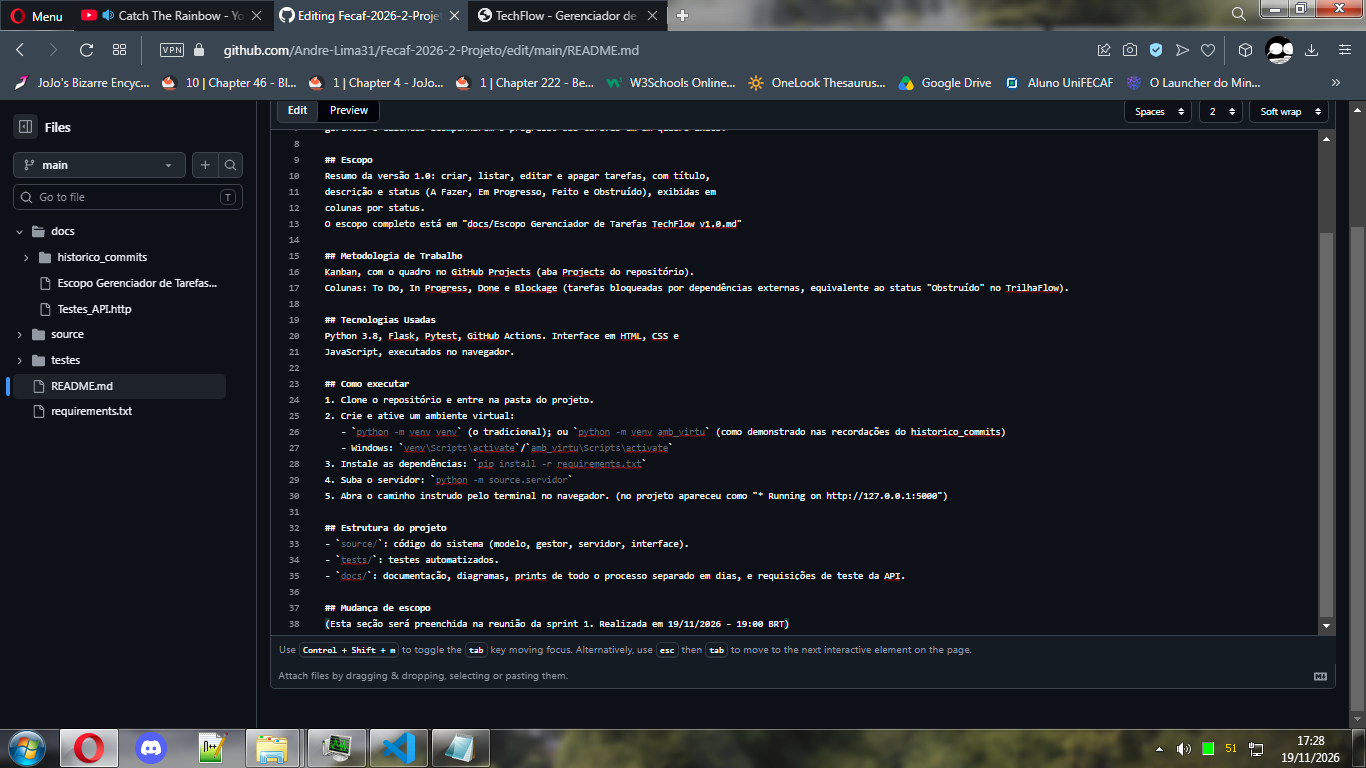 Menu
Catch The Rainbow - Yo
Editing Fecaf-2026-2-Projet
TechFlow - Gerenciador de
VPN
github.com/Andre-Lima31/Fecaf-2026-2-Projeto/edit/main/README.md
JoJo's Bizarre Encyc...
10 | Chapter 46 - Bl...
1 | Chapter 4 - JoJo...
1 | Chapter 222 - Be...
W3Schools Online...
OneLook Thesaurus...
Google Drive
Aluno UniFECAF
O Launcher do Min...
»
Files
main
Go to file
T
docs
historico_commits
Escopo Gerenciador de Tarefas...
Testes_API.http
source
testes
README.md
requirements.txt
Edit
Preview
Spaces
2
Soft wrap
8
9 ## Escopo
10 Resumo da versão 1.0: criar, listar, editar e apagar tarefas, com título,
11 descrição e status (A Fazer, Em Progresso, Feito e Obstruído), exibidas em
12 colunas por status.
13 O escopo completo está em "docs/Escopo Gerenciador de Tarefas TechFlow v1.0.md"
14
15 ## Metodologia de Trabalho
16 Kanban, com o quadro no GitHub Projects (aba Projects do repositório).
17 Colunas: To Do, In Progress, Done e Blockage (tarefas bloqueadas por dependências externas, equivalente ao status "Obstruído" no TrilhaFlow).
18
19 ## Tecnologias Usadas
20 Python 3.8, Flask, Pytest, GitHub Actions. Interface em HTML, CSS e
21 JavaScript, executados no navegador.
22
23 ## Como executar
24 1. Clone o repositório e entre na pasta do projeto.
25 2. Crie e ative um ambiente virtual:
26 - `python -m venv venv` (o tradicional); ou `python -m venv amb_virtu` (como demonstrado nas recordações do historico_commits)
27 - Windows: `venv\Scripts\activate`/`amb_virtu\Scripts\activate`
28 3. Instale as dependências: `pip install -r requirements.txt`
29 4. Suba o servidor: `python -m source.servidor`
30 5. Abra o caminho instrudo pelo terminal no navegador. (no projeto apareceu como "* Running on http://127.0.0.1:5000")
31
32 ## Estrutura do projeto
33 - `source/`: código do sistema (modelo, gestor, servidor, interface).
34 - `tests/`: testes automatizados.
35 - `docs/`: documentação, diagramas, prints de todo o processo separado em dias, e requisições de teste da API.
36
37 ## Mudança de escopo
38 (Esta seção será preenchida na reunião da sprint 1. Realizada em 19/11/2026 - 19:00 BRT)
Use Control + Shift + m to toggle the tab key moving focus. Alternatively, use esc then tab to move to the next interactive element on the page.
Attach files by dragging & dropping, selecting or pasting them.
51
17:28
19/11/2026